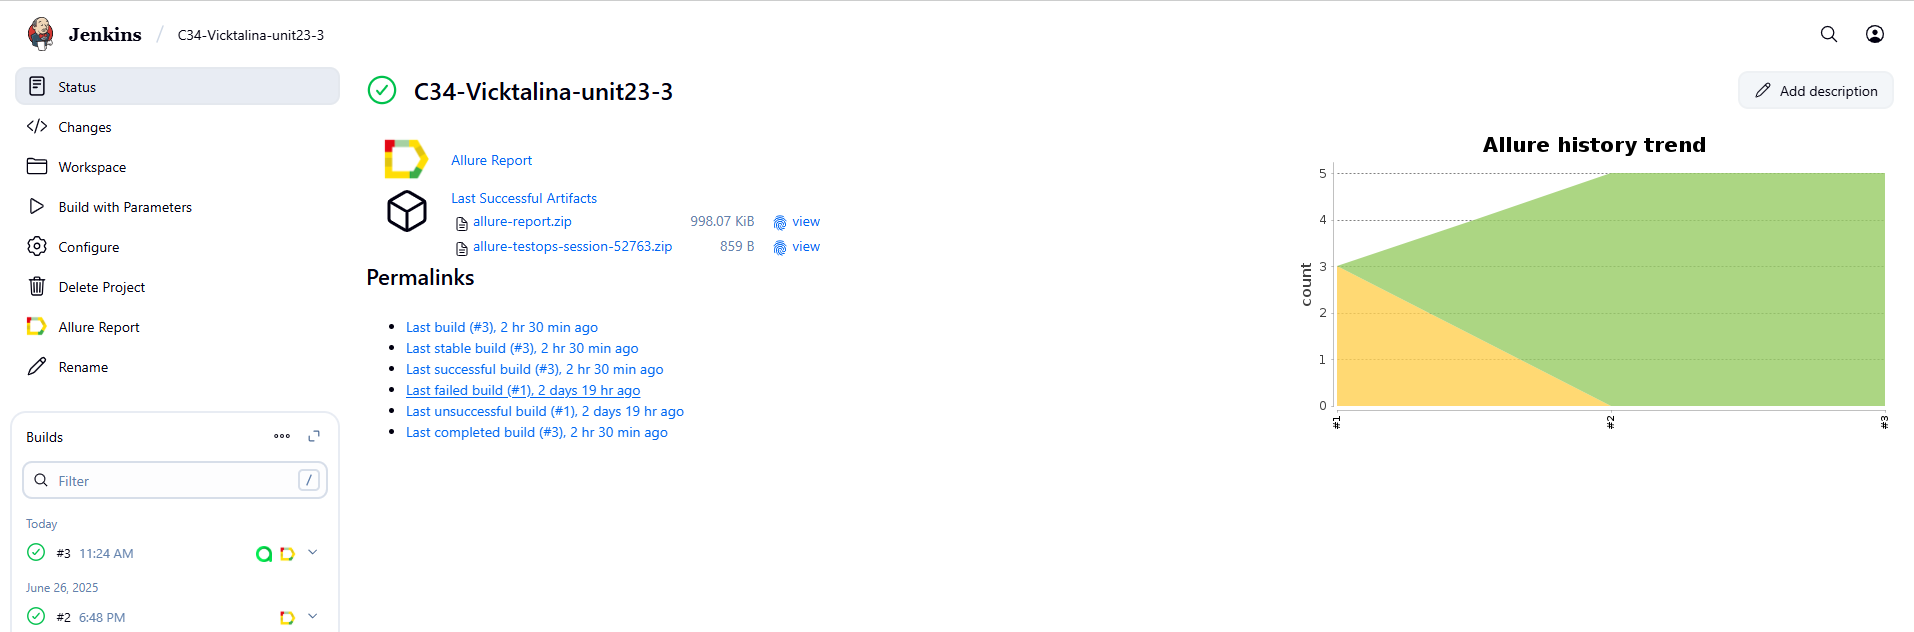 Jenkins / C34-Vicktalina-unit23-3
Status
Changes
Workspace
Build with Parameters
Configure
Delete Project
Allure Report
Rename
Builds
Filter /
Today
#3 11:24 AM
June 26, 2025
#2 6:48 PM
C34-Vicktalina-unit23-3
Add description
Allure Report
Last Successful Artifacts
allure-report.zip 998.07 KiB view
allure-testops-session-52763.zip 859 B view
Permalinks
Last build (#3), 2 hr 30 min ago
Last stable build (#3), 2 hr 30 min ago
Last successful build (#3), 2 hr 30 min ago
Last failed build (#1), 2 days 19 hr ago
Last unsuccessful build (#1), 2 days 19 hr ago
Last completed build (#3), 2 hr 30 min ago
Allure history trend
5
4
3
2
1
0
count
#1 #2 #3